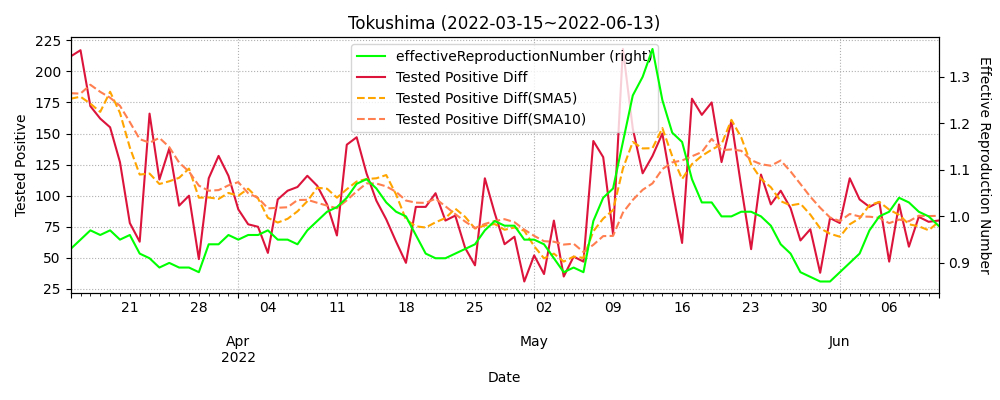 Tokushima (2022-03-15~2022-06-13)
effectiveReproductionNumber (right)
Tested Positive Diff
Tested Positive Diff(SMA5)
Tested Positive Diff(SMA10)
Tested Positive
225
200
175
150
125
100
75
50
25
Effective Reproduction Number
1.3
1.2
1.1
1.0
0.9
21 28 04 11 18 25 02 09 16 23 30 06
Apr May Jun
2022
Date